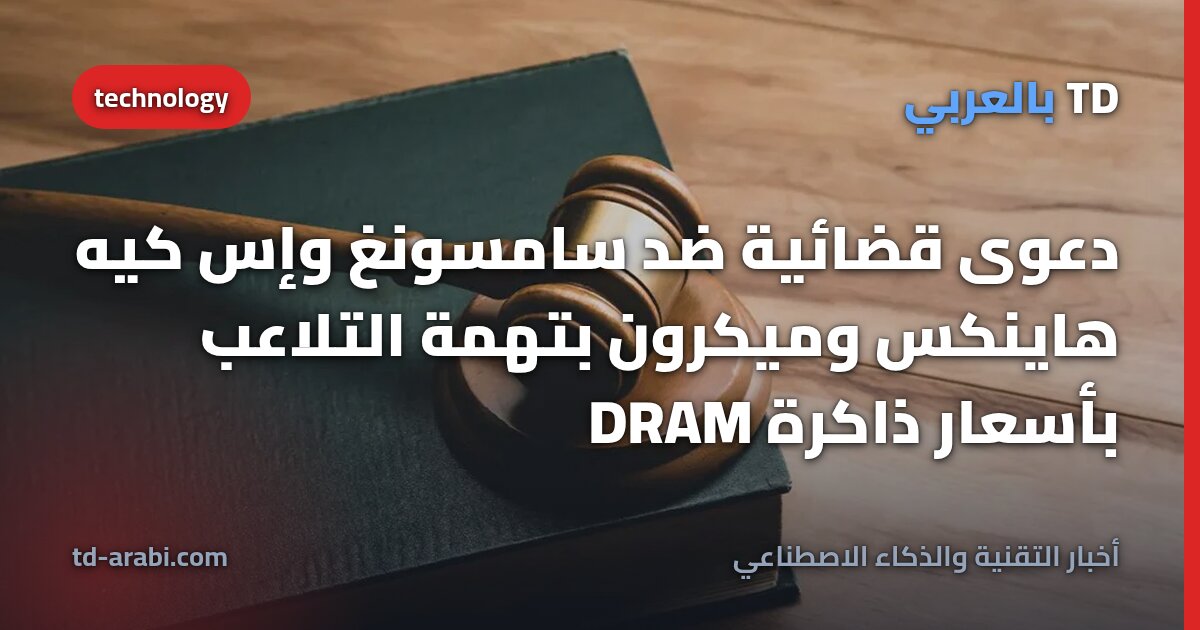 TD بالعربي
technology
دعوى قضائية ضد سامسونغ وإس كيه
هاينكس وميكرون بتهمة التلاعب
بأسعار ذاكرة DRAM
أخبار التقنية والذكاء الاصطناعي
td-arabi.com